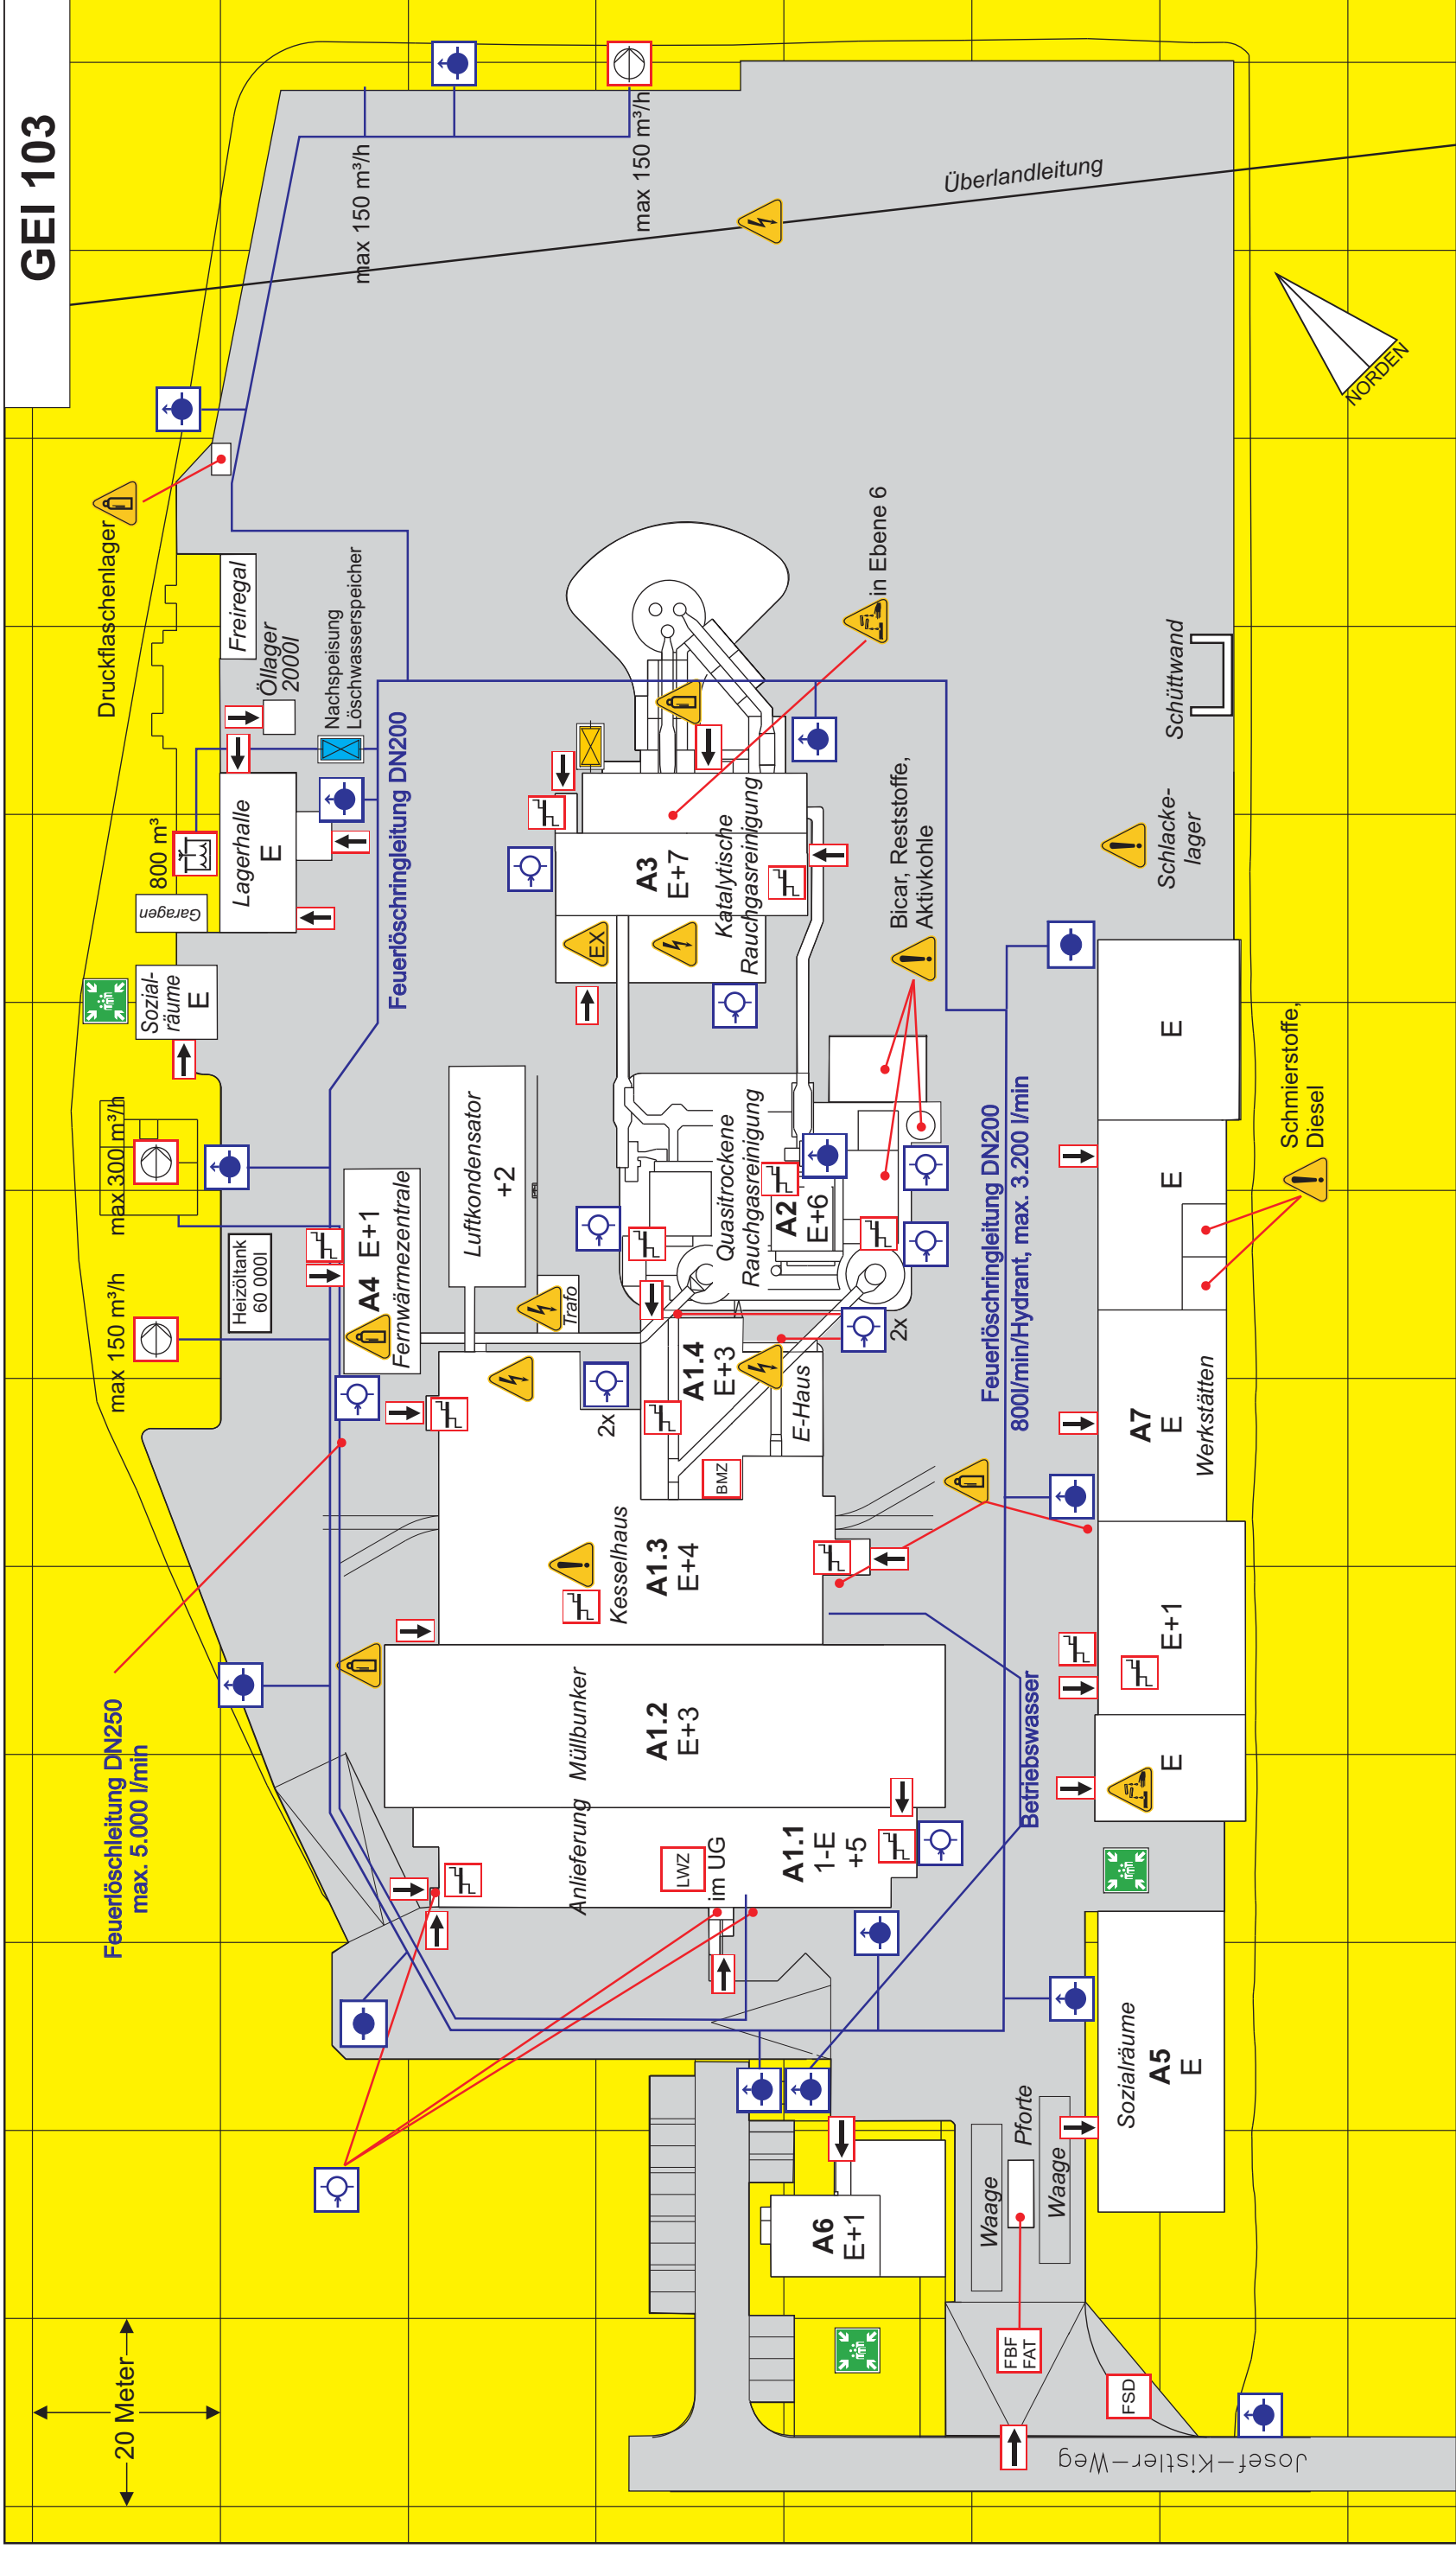 GEI 103
max 150 m³/h
max 150 m³/h
Überlandleitung
NORDEN
Druckflaschenlager
Freiregal
Öllager
2000l
Nachspeisung
Löschwasserspeicher
in Ebene 6
Schüttwand
Feuerlöschringleitung DN200
800 m³
Garagen
Lagerhalle
E
A3
E+7
Katalytische
Rauchgasreinigung
EX
Bicar, Reststoffe,
Aktivkohle
Schlacke-
lager
Sozial-
räume
E
max 300 m³/h
max 150 m³/h
Heizöltank
60 000l
A4 E+1
Fernwärmezentrale
Luftkondensator
+2
Trafo
Quasitrockene
Rauchgasreinigung
A2
E+6
2x
2x
A1.4
E+3
E-Haus
BMZ
Feuerlöschringleitung DN200
800l/min/Hydrant, max. 3.200 l/min
E
E
Schmierstoffe,
Diesel
A7
E
Werkstätten
Kesselhaus
A1.3
E+4
E+1
E
Feuerlöschleitung DN250
max. 5.000 l/min
Müllbunker
A1.2
E+3
Betriebswasser
Anlieferung
LWZ
im UG
A1.1
1-E
+5
Sozialräume
A5
E
A6
E+1
Waage
Pforte
Waage
FBF
FAT
FSD
20 Meter
Josef-Kistler-Weg